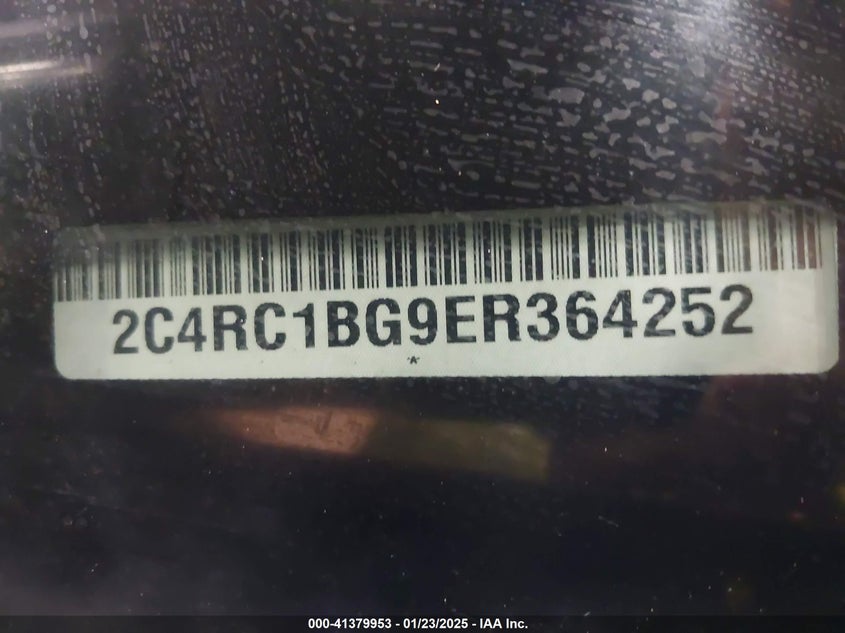 2C4RC1BG9ER364252
*A*
000-41379953 - 01/23/2025 - IAA Inc.